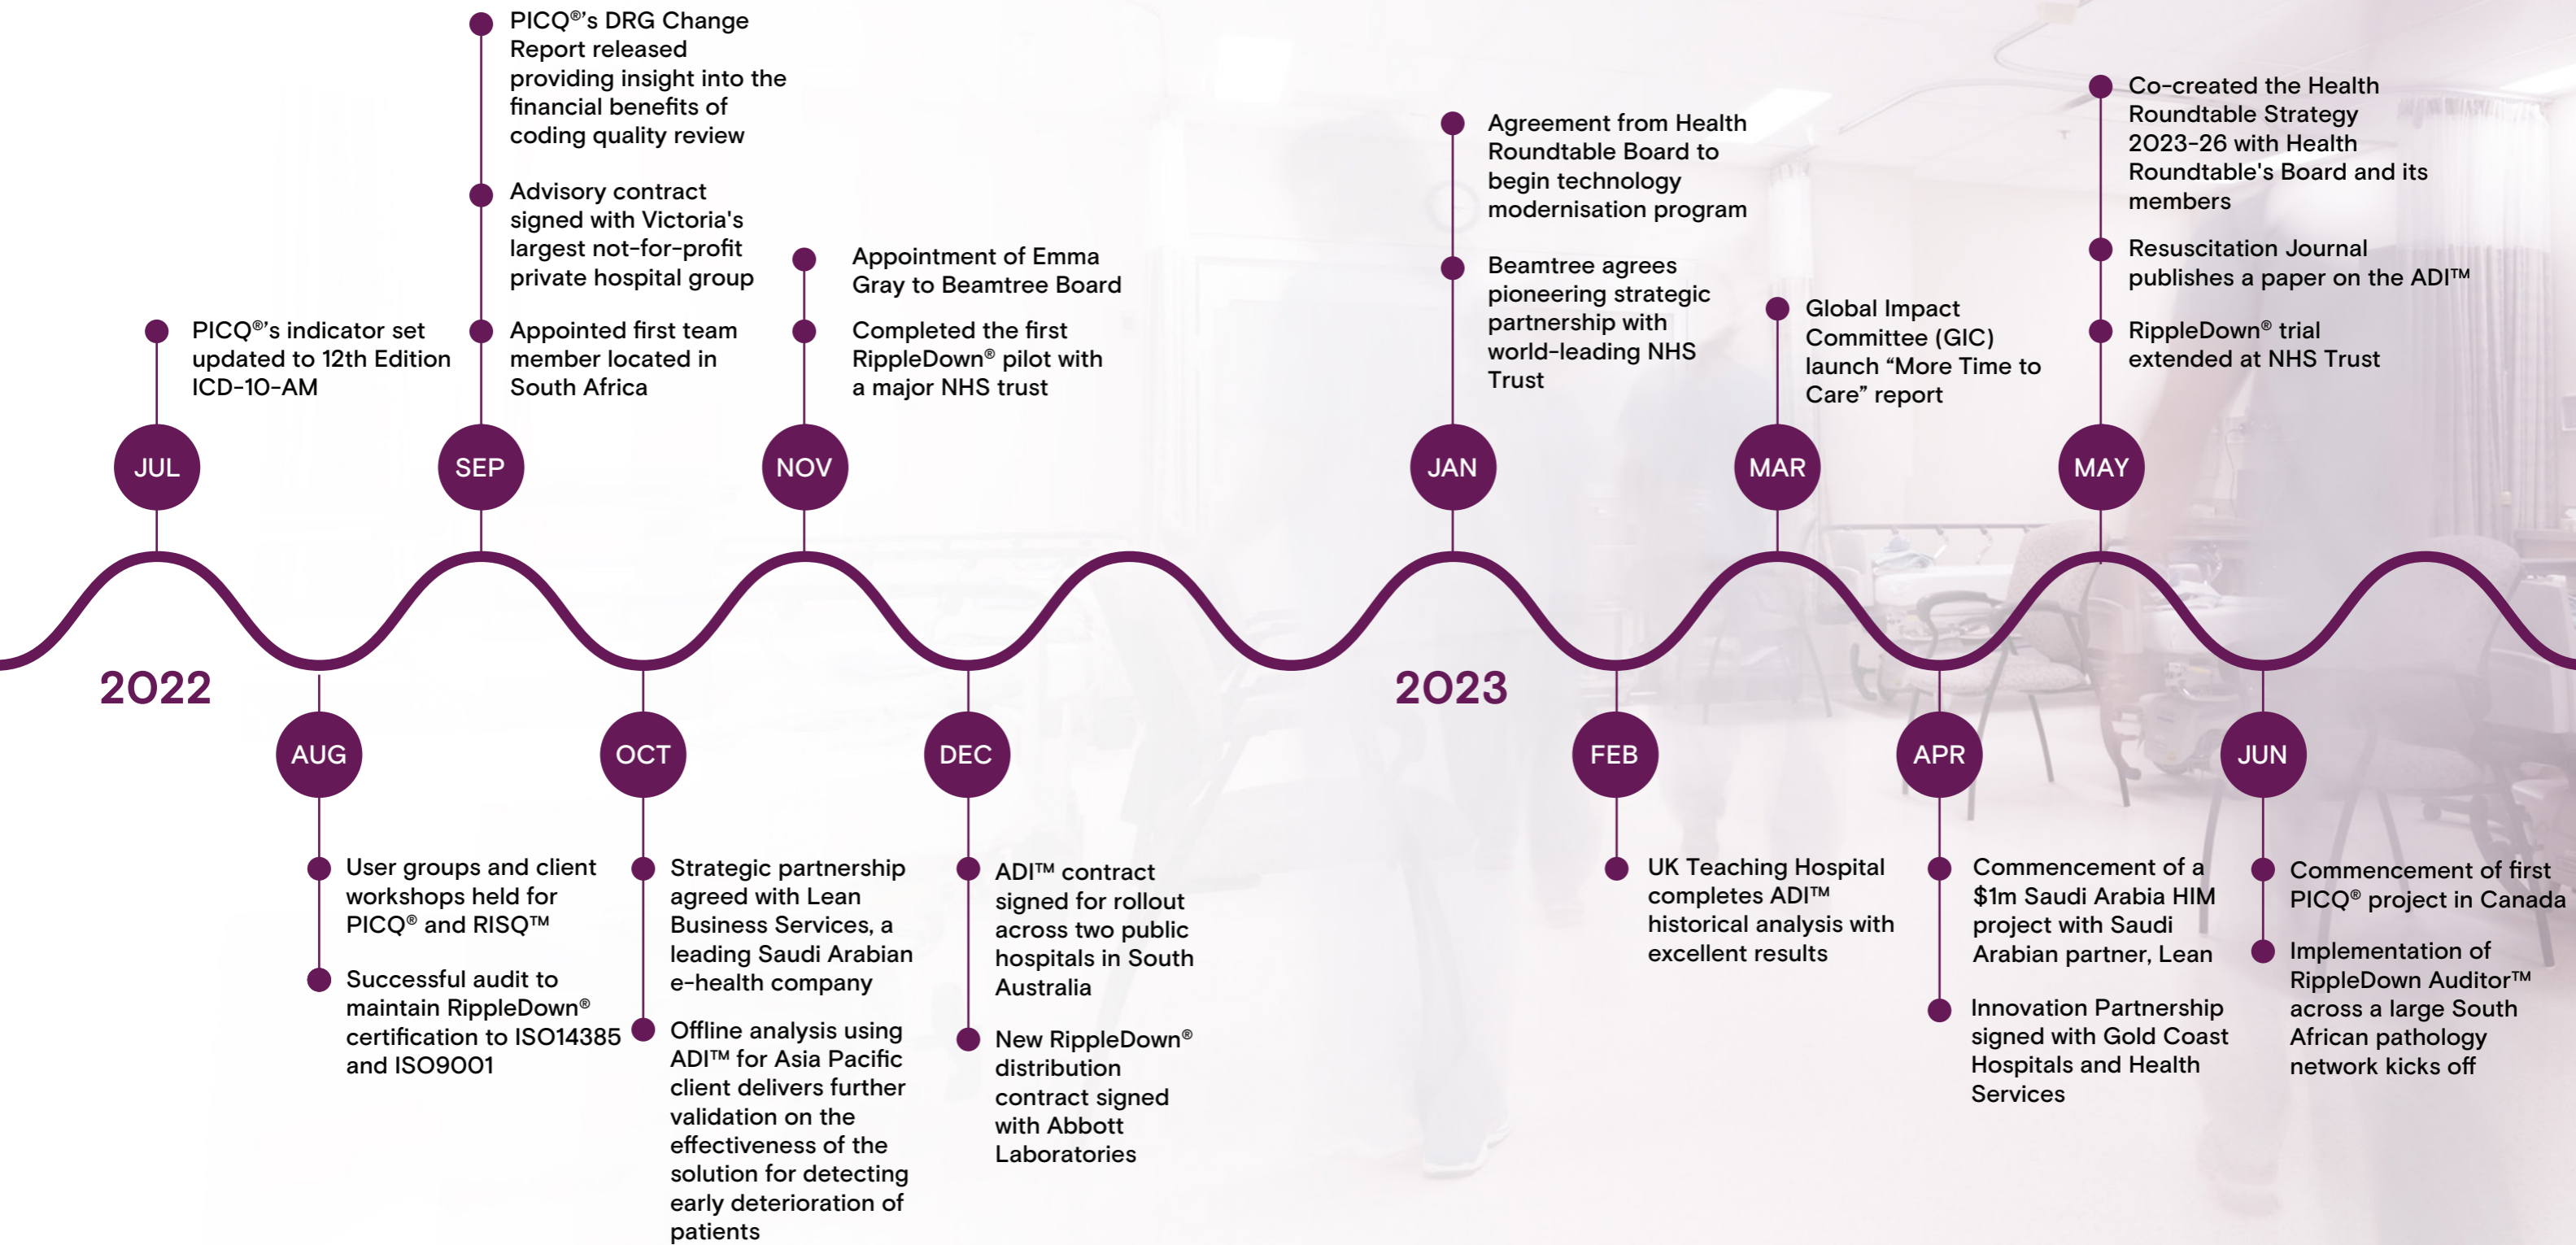 PICQ®'s indicator set
updated to 12th Edition
ICD-10-AM
JUL
2022
User groups and client
workshops held for
PICQ® and RISQ™
Successful audit to
maintain RippleDown®
certification to ISO14385
and ISO9001
AUG
PICQ®'s DRG Change
Report released
providing insight into the
financial benefits of
coding quality review
Advisory contract
signed with Victoria's
largest not-for-profit
private hospital group
Appointed first team
member located in
South Africa
SEP
OCT
Strategic partnership
agreed with Lean
Business Services, a
leading Saudi Arabian
e-health company
Offline analysis using
ADI™ for Asia Pacific
client delivers further
validation on the
effectiveness of the
solution for detecting
early deterioration of
patients
Appointment of Emma
Gray to Beamtree Board
Completed the first
RippleDown® pilot with
a major NHS trust
NOV
DEC
ADI™ contract
signed for rollout
across two public
hospitals in South
Australia
New RippleDown®
distribution
contract signed
with Abbott
Laboratories
Agreement from Health
Roundtable Board to
begin technology
modernisation program
Beamtree agrees
pioneering strategic
partnership with
world-leading NHS
Trust
JAN
2023
FEB
UK Teaching Hospital
completes ADI™
historical analysis with
excellent results
Global Impact
Committee (GIC)
launch “More Time to
Care” report
MAR
APR
Commencement of a
$1m Saudi Arabia HIM
project with Saudi
Arabian partner, Lean
Innovation Partnership
signed with Gold Coast
Hospitals and Health
Services
Co-created the Health
Roundtable Strategy
2023-26 with Health
Roundtable's Board and its
members
Resuscitation Journal
publishes a paper on the ADI™
RippleDown® trial
extended at NHS Trust
MAY
JUN
Commencement of first
PICQ® project in Canada
Implementation of
RippleDown Auditor™
across a large South
African pathology
network kicks off